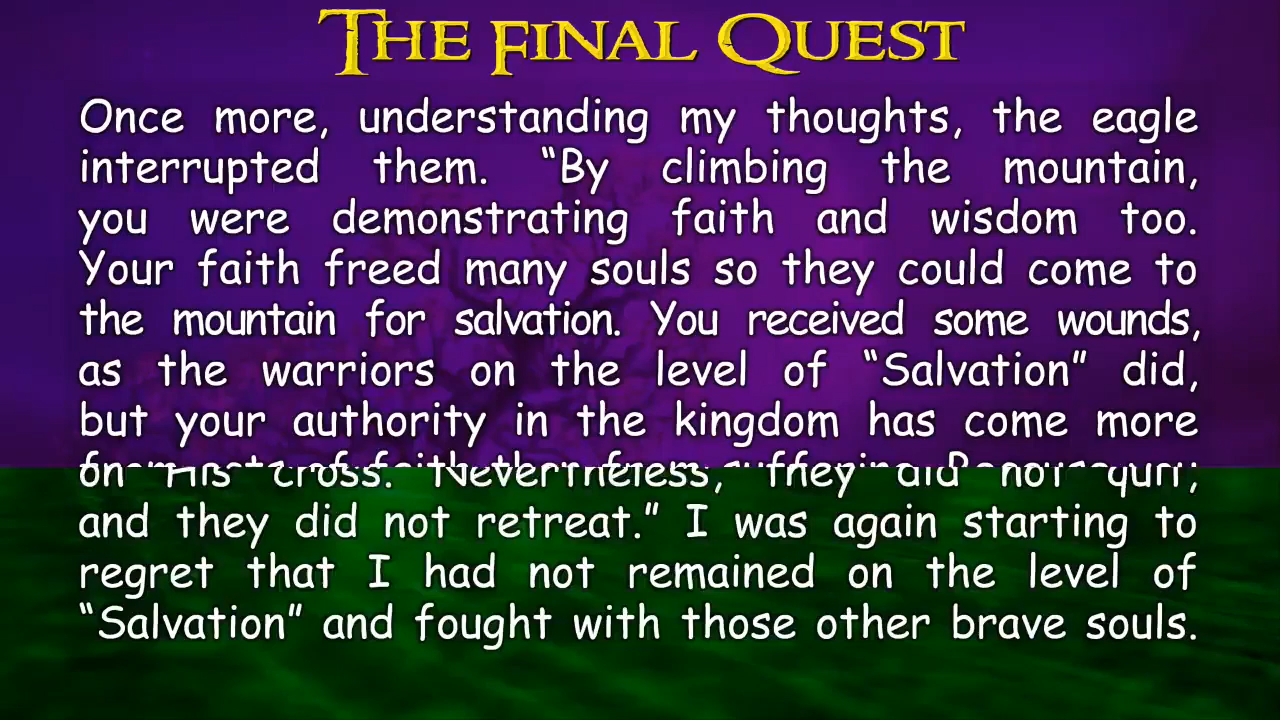 THE FINAL QUEST
Once more, understanding my thoughts, the eagle
interrupted them. “By climbing the mountain,
you were demonstrating faith and wisdom too.
Your faith freed many souls so they could come to
the mountain for salvation. You received some wounds,
as the warriors on the level of “Salvation” did,
but your authority in the kingdom has come more
and they did not retreat.” I was again starting to
regret that I had not remained on the level of
“Salvation” and fought with those other brave souls.